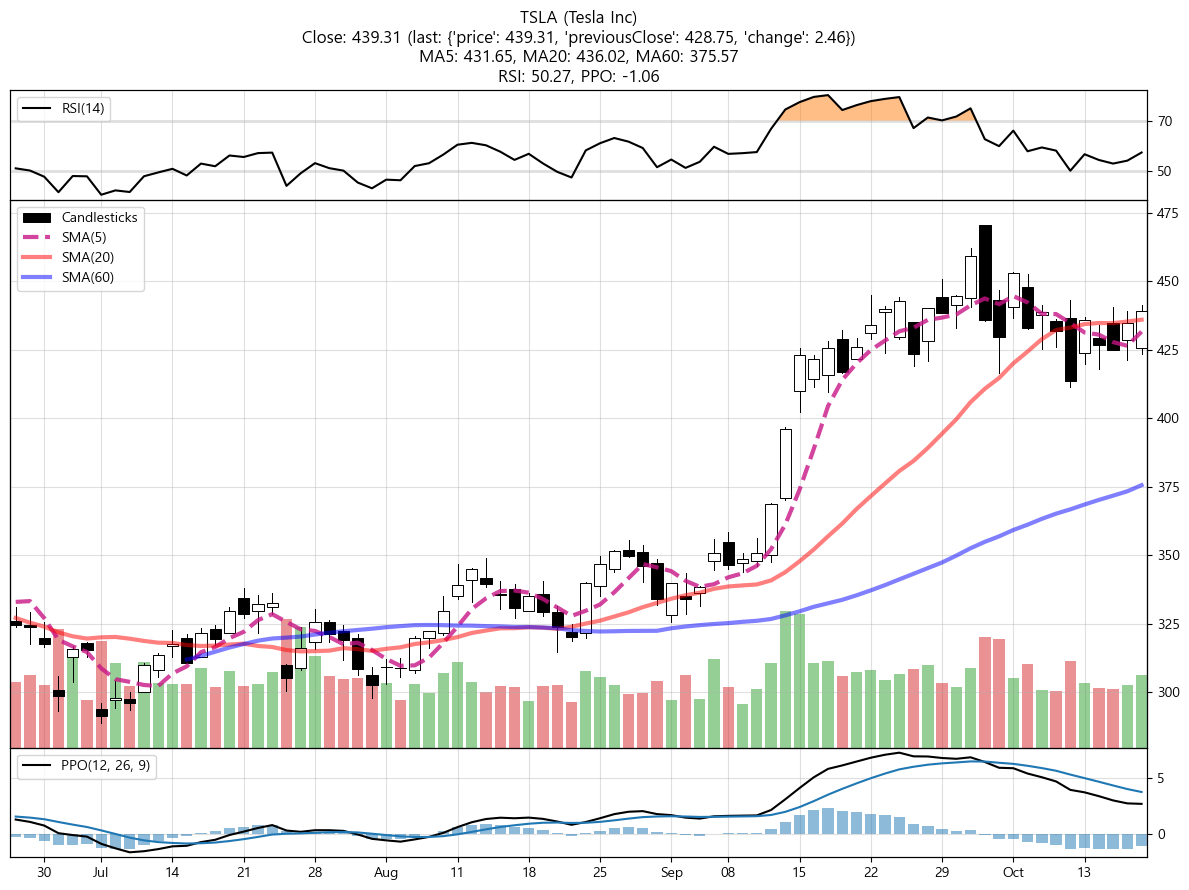 TSLA (Tesla Inc)
Close: 439.31 (last: {'price': 439.31, 'previousClose': 428.75, 'change': 2.46})
MA5: 431.65, MA20: 436.02, MA60: 375.57
RSI: 50.27, PPO: -1.06
RSI(14)
70
50
Candlesticks
SMA(5)
SMA(20)
SMA(60)
475
450
425
400
375
350
325
300
PPO(12, 26, 9)
5
0
30 Jul 14 21 28 Aug 11 18 25 Sep 08 15 22 29 Oct 13